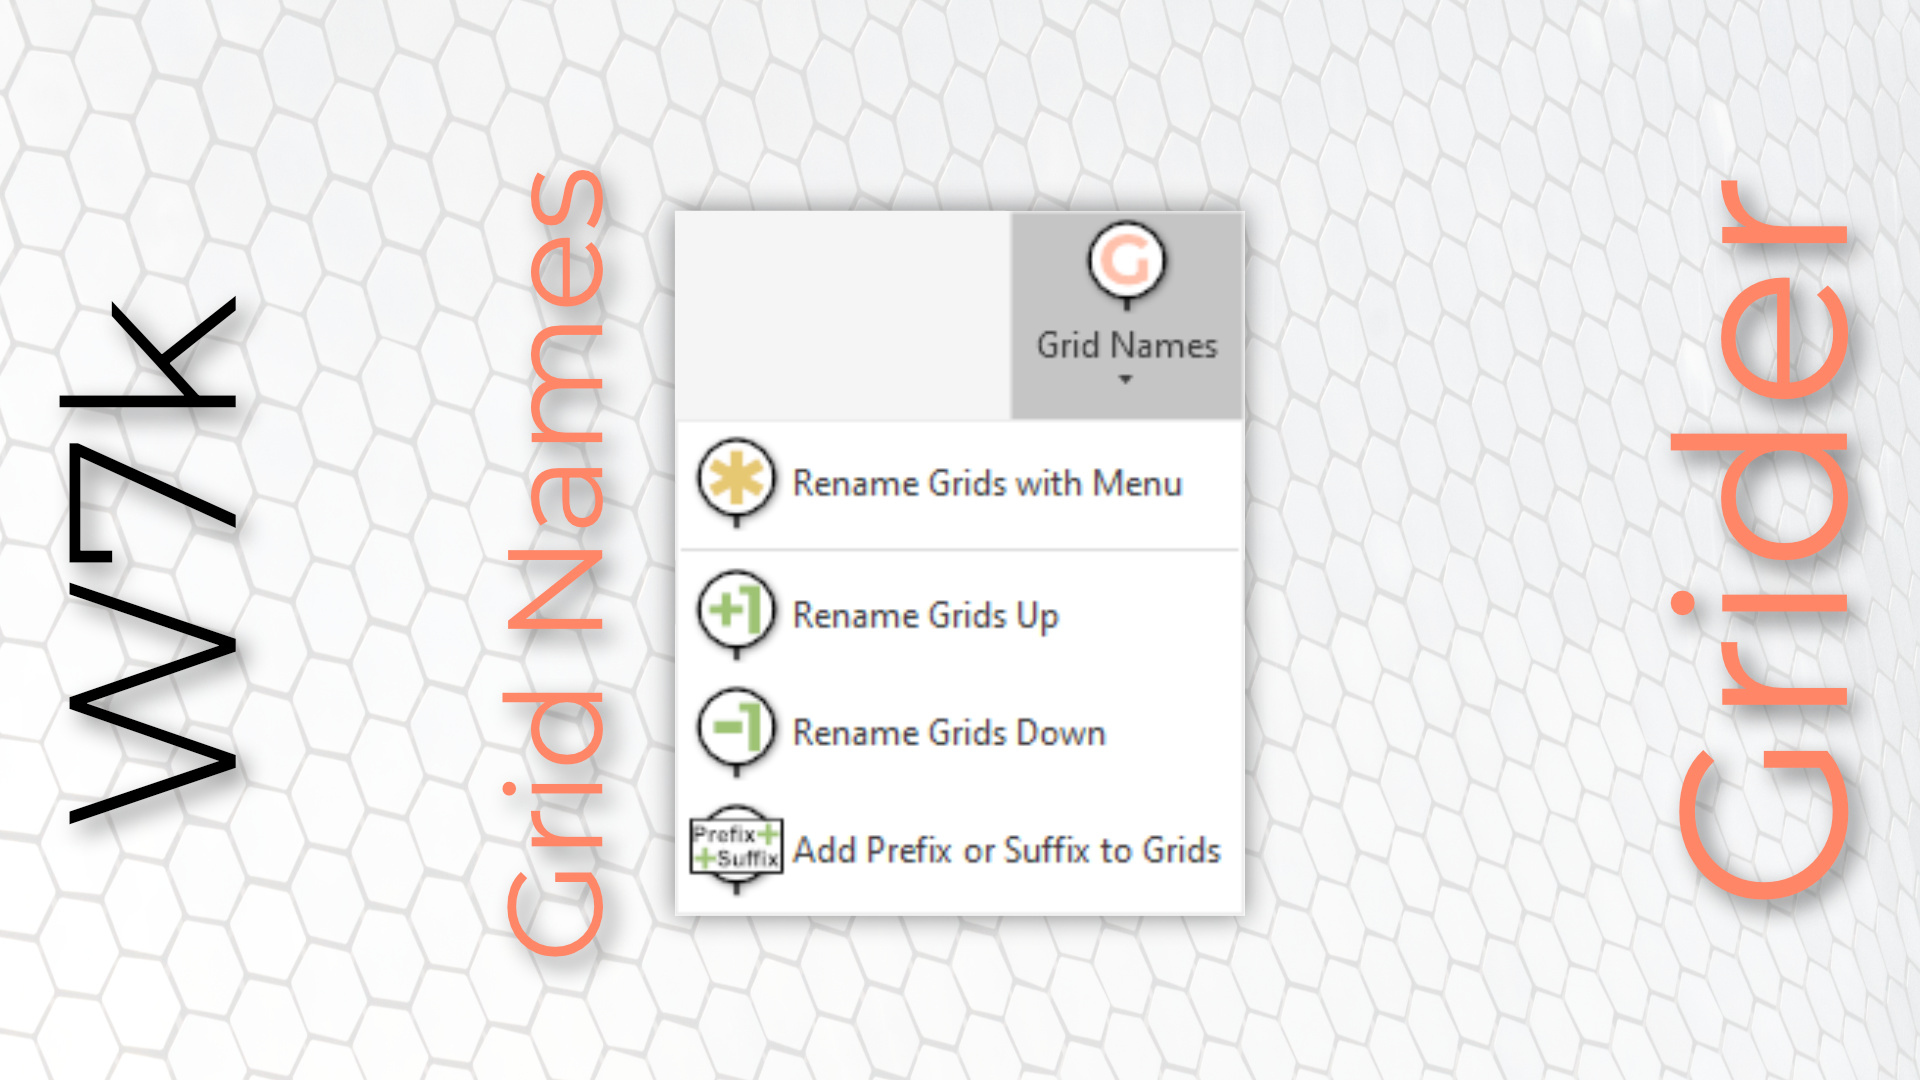 W7k
Grid Names
G
Grid Names
Rename Grids with Menu
+1
Rename Grids Up
-1
Rename Grids Down
Prefix+
+Suffix
Add Prefix or Suffix to Grids
Grider